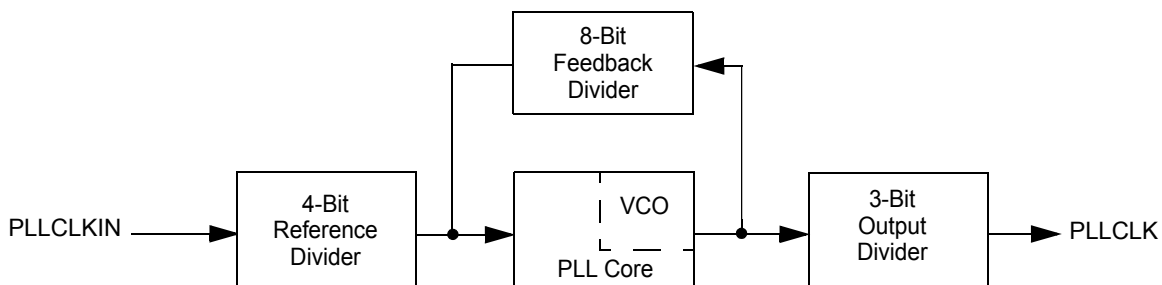 8-Bit
Feedback
Divider
PLLCLKIN
4-Bit
Reference
Divider
VCO
PLL Core
3-Bit
Output
Divider
PLLCLK